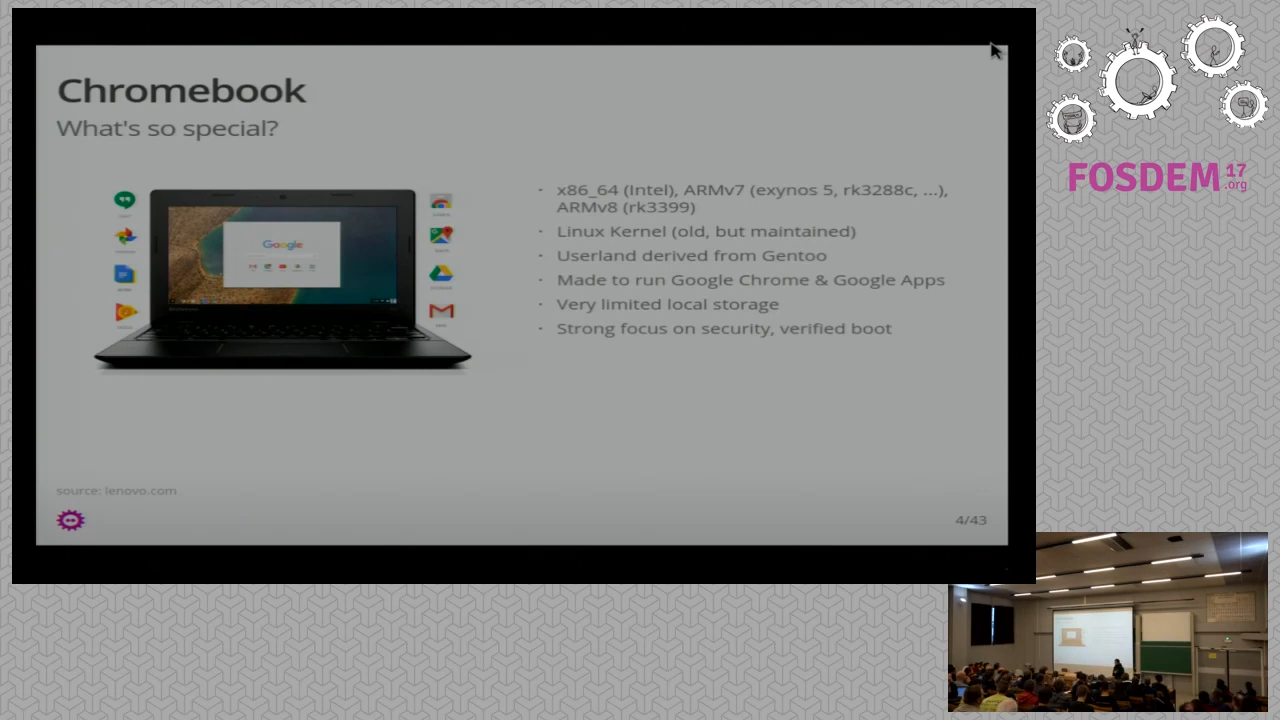 Chromebook
What's so special?
Google
· x86_64 (Intel), ARMv7 (exynos 5, rk3288c, ...),
ARMv8 (rk3399)
· Linux Kernel (old, but maintained)
· Userland derived from Gentoo
· Made to run Google Chrome & Google Apps
· Very limited local storage
· Strong focus on security, verified boot
source: lenovo.com
4/43
FOSDEM 17
.org